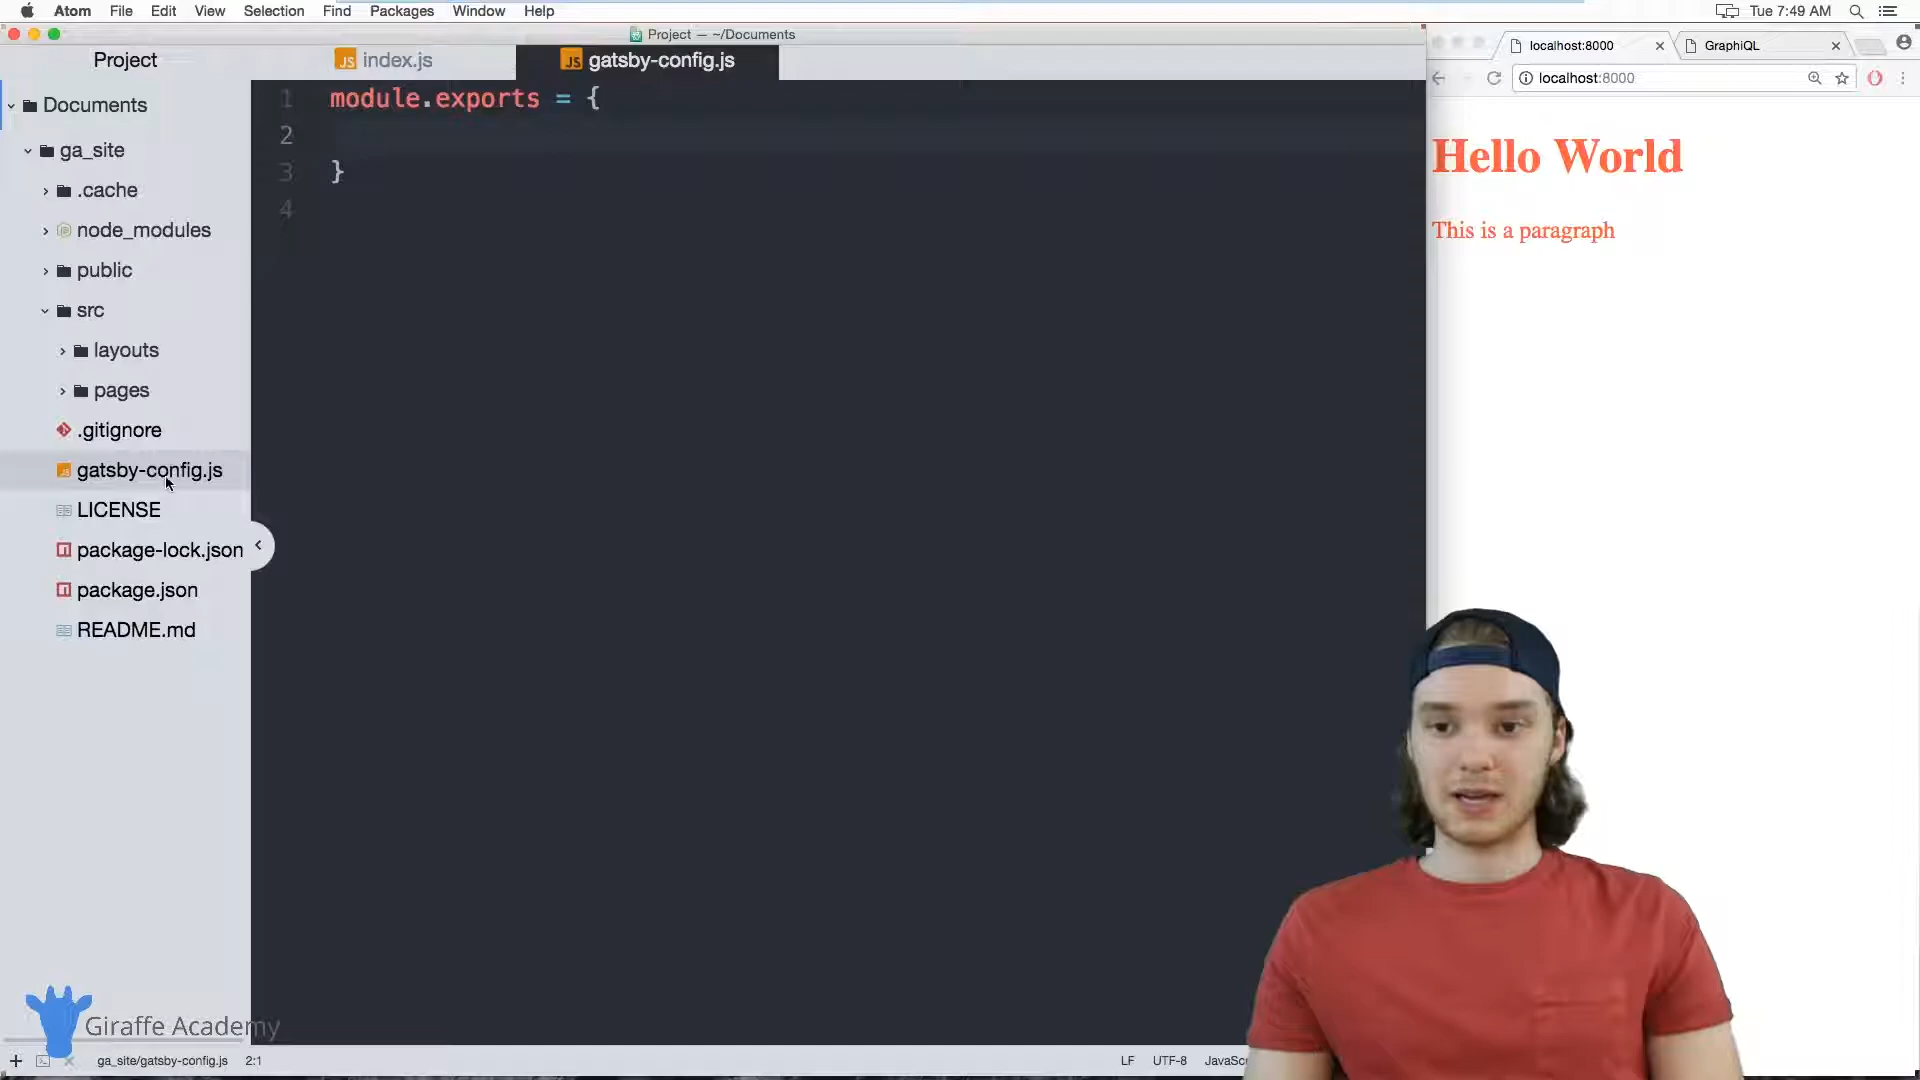 Atom File Edit View Selection Find Packages Window Help
Tue 7:49 AM
Project — ~/Documents
Project
index.js
gatsby-config.js
localhost:8000
GraphiQL
localhost:8000
Documents
ga_site
.cache
node_modules
public
src
layouts
pages
.gitignore
gatsby-config.js
LICENSE
package-lock.json
package.json
README.md
1 module.exports = {
2
3 }
4
Hello World
This is a paragraph
Giraffe Academy
ga_site/gatsby-config.js 2:1
LF UTF-8